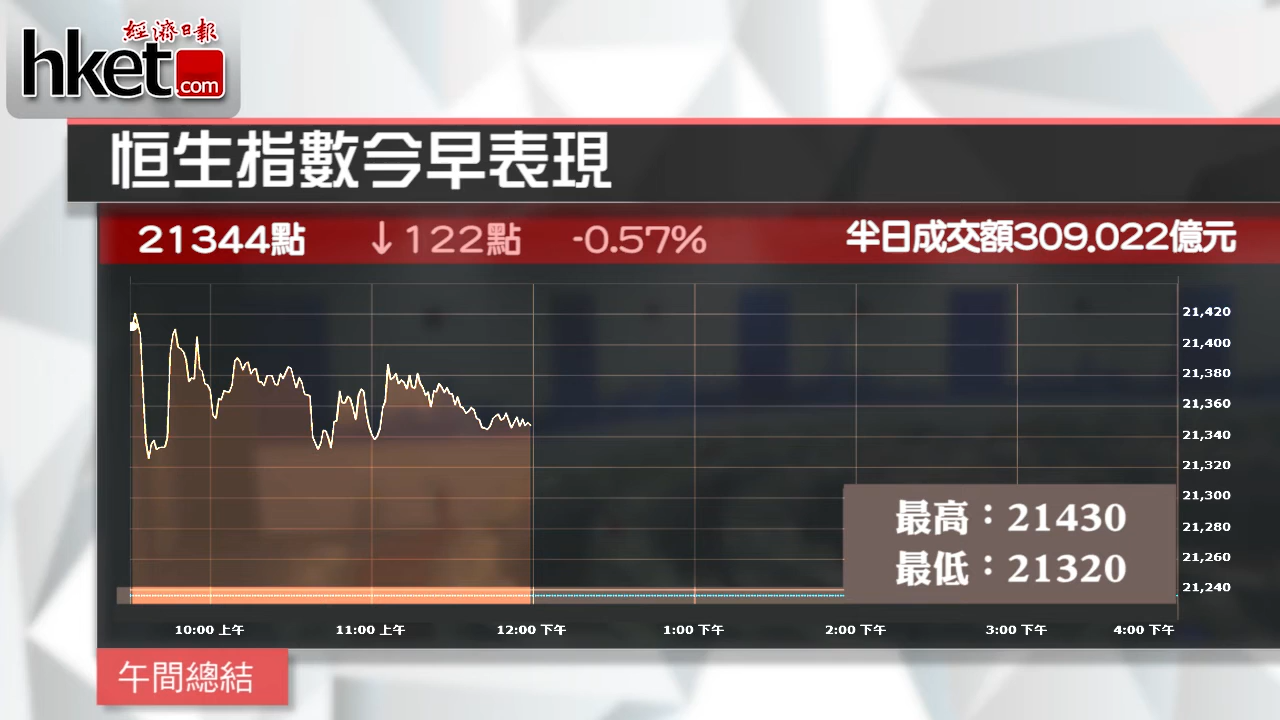 經濟日報
hket.com
恒生指數今早表現
21344點 ↓122點 -0.57% 半日成交額309.022億元
21,420
21,400
21,380
21,360
21,340
21,320
21,300
21,280
21,260
21,240
最高：21430
最低：21320
10:00 上午 11:00 上午 12:00 下午 1:00 下午 2:00 下午 3:00 下午 4:00 下午
午間總結